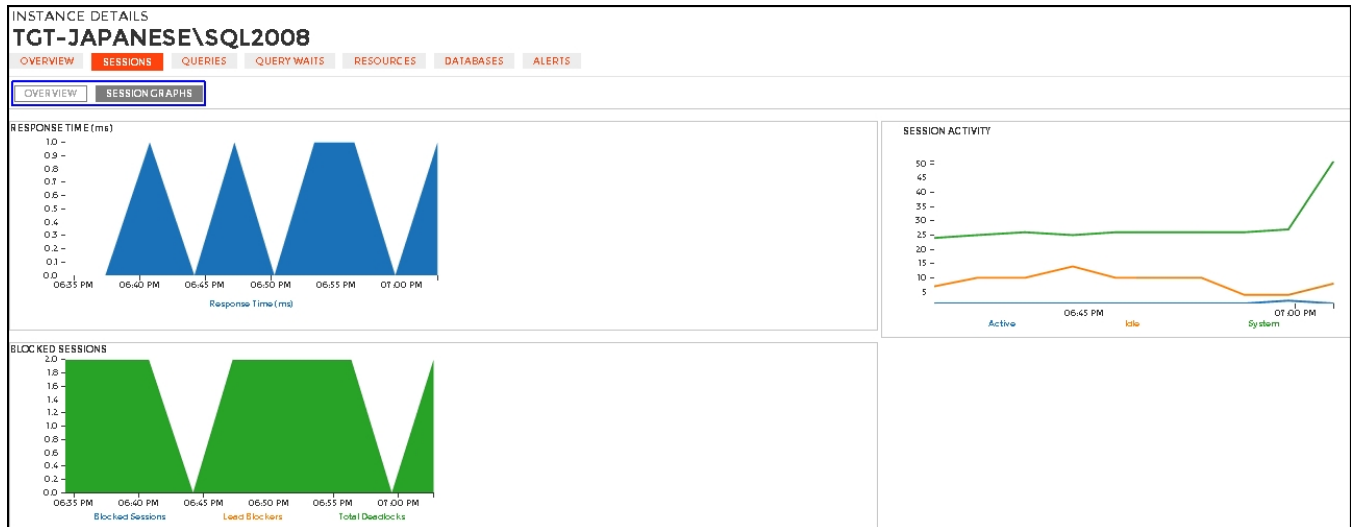 INSTANCE DETAILS
TGT-JAPANESE\SQL2008
OVERVIEW SESSIONS QUERIES QUERY WAITS RESOURCES DATABASES ALERTS
OVERVIEW SESSION GRAPHS
RESPONSE TIME (ms)
1.0
0.9
0.8
0.7
0.6
0.5
0.4
0.3
0.2
0.1
0.0
06:35 PM 06:40 PM 06:45 PM 06:50 PM 06:55 PM 07:00 PM
Response Time (ms)
SESSION ACTIVITY
50
45
40
35
30
25
20
15
10
5
06:45 PM 07:00 PM
Active Idle System
BLOCKED SESSIONS
2.0
1.8
1.6
1.4
1.2
1.0
0.8
0.6
0.4
0.2
0.0
06:35 PM 06:40 PM 06:45 PM 06:50 PM 06:55 PM 07:00 PM
Blocked Sessions Lead Blockers Total Deadlocks